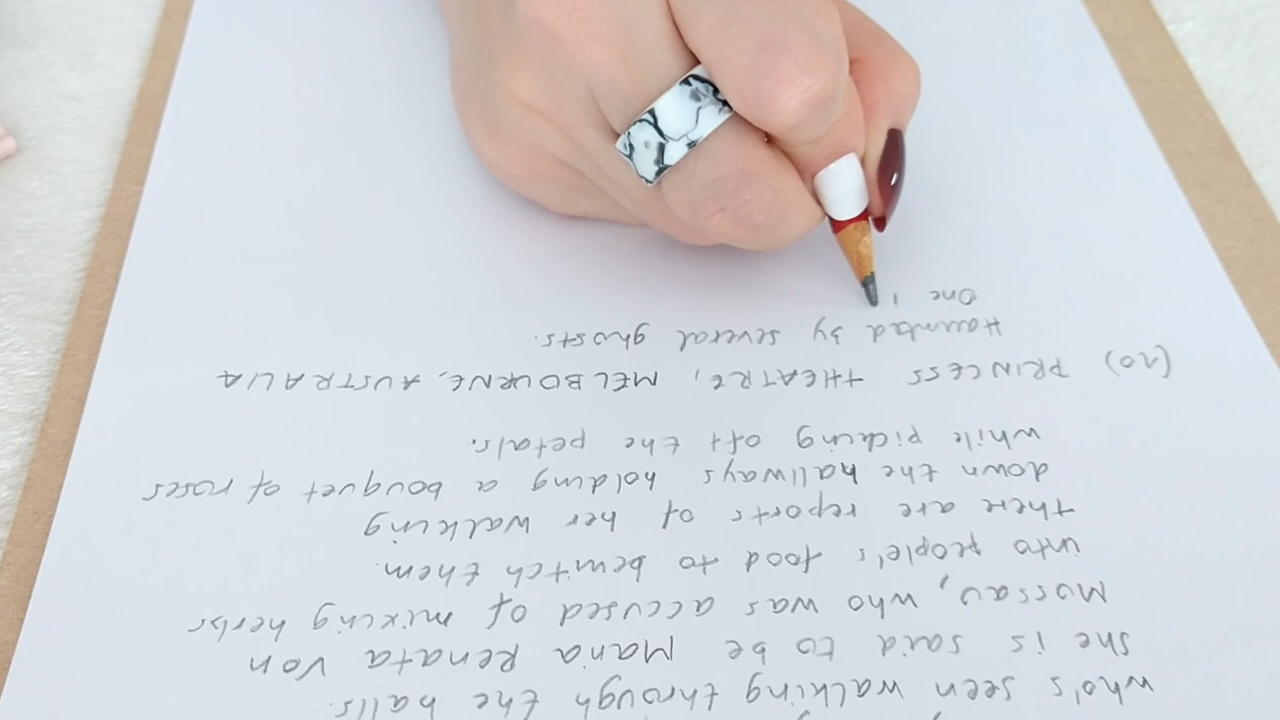 who's seen walking through the halls.
She is said to be Maria Renata Von
Mossau, who was accused of mixing herbs
into people's food to bewitch them.
There are reports of her walking
down the hallways holding a bouquet of roses
while picking off the petals.
(10) PRINCESS THEATRE, MELBOURNE, AUSTRALIA
Haunted by several ghosts.
One i